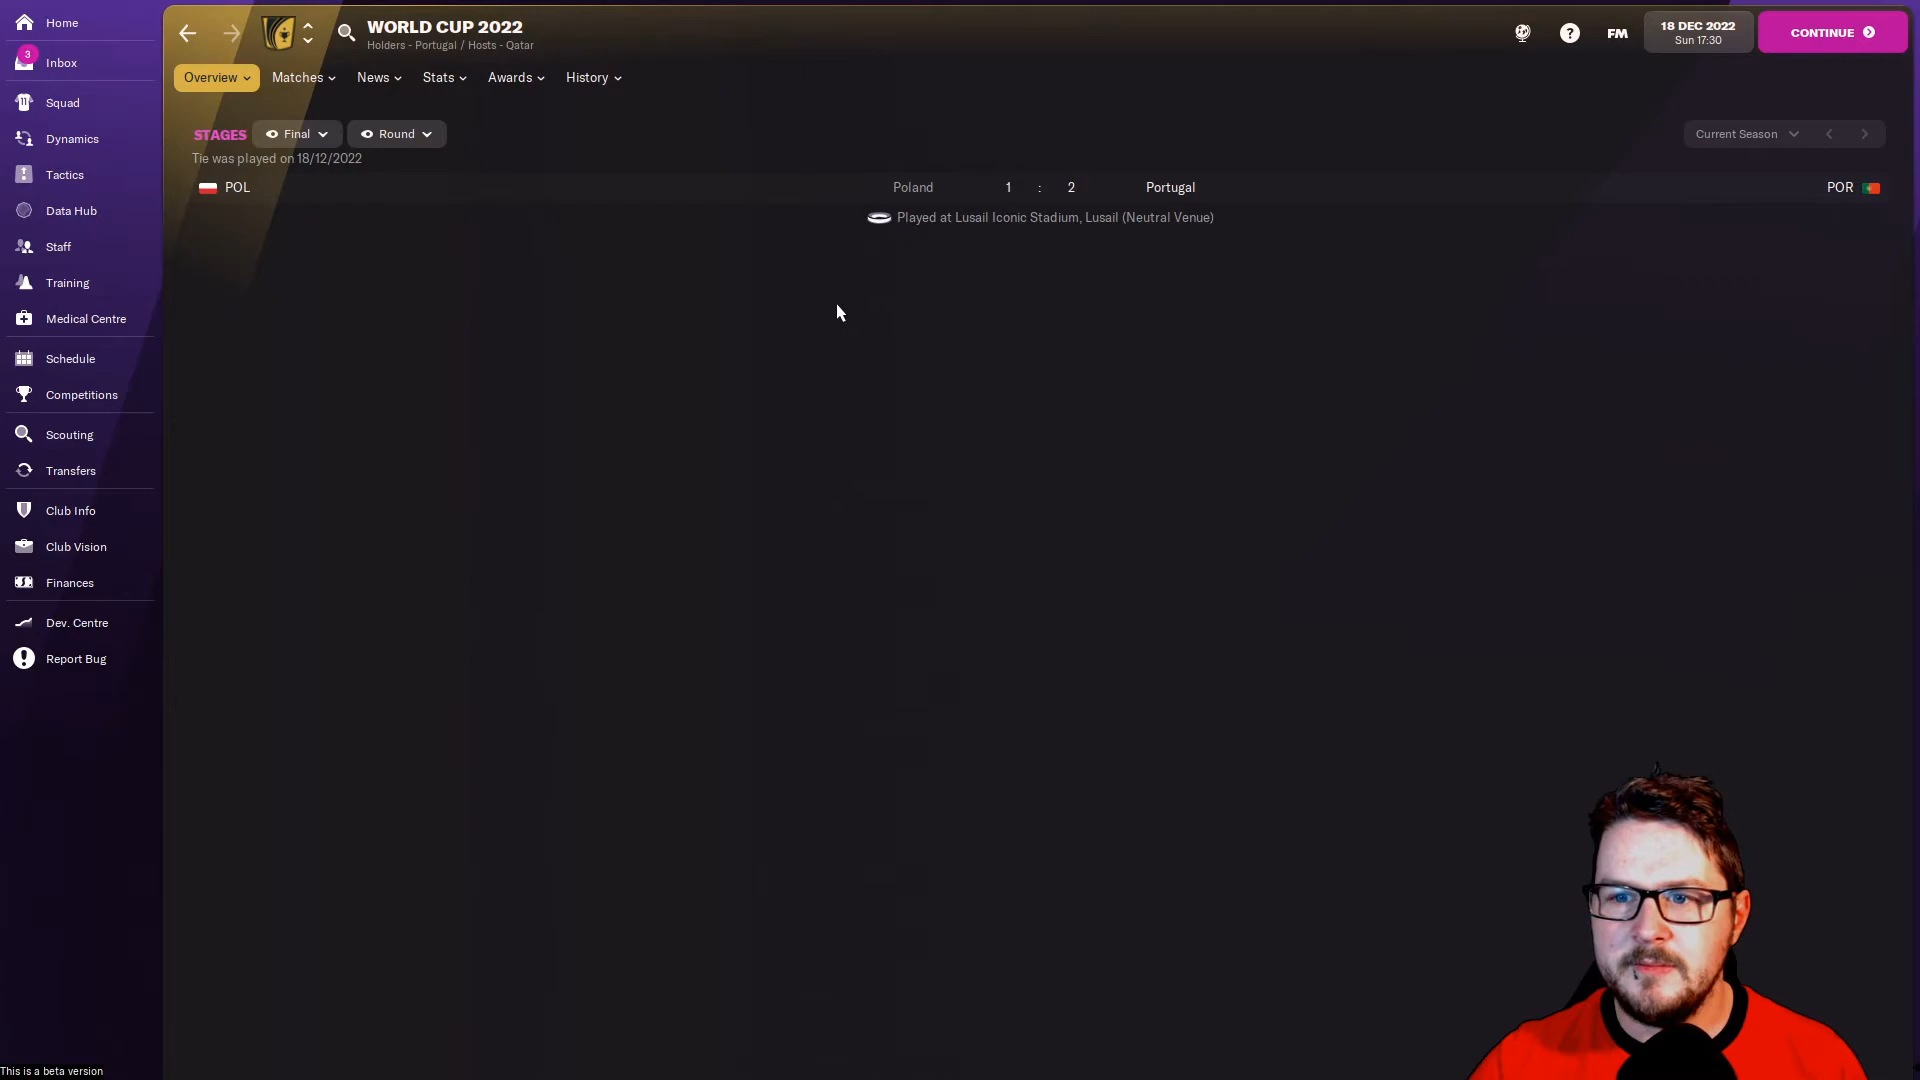 Home
3
Inbox
Squad
Dynamics
Tactics
Data Hub
Staff
Training
Medical Centre
Schedule
Competitions
Scouting
Transfers
Club Info
Club Vision
Finances
Dev. Centre
Report Bug
This is a beta version
WORLD CUP 2022
Holders - Portugal / Hosts - Qatar
? FM
18 DEC 2022
Sun 17:30
CONTINUE
Overview Matches News Stats Awards History
STAGES Final Round Current Season
Tie was played on 18/12/2022
POL Poland 1 : 2 Portugal POR
Played at Lusail Iconic Stadium, Lusail (Neutral Venue)